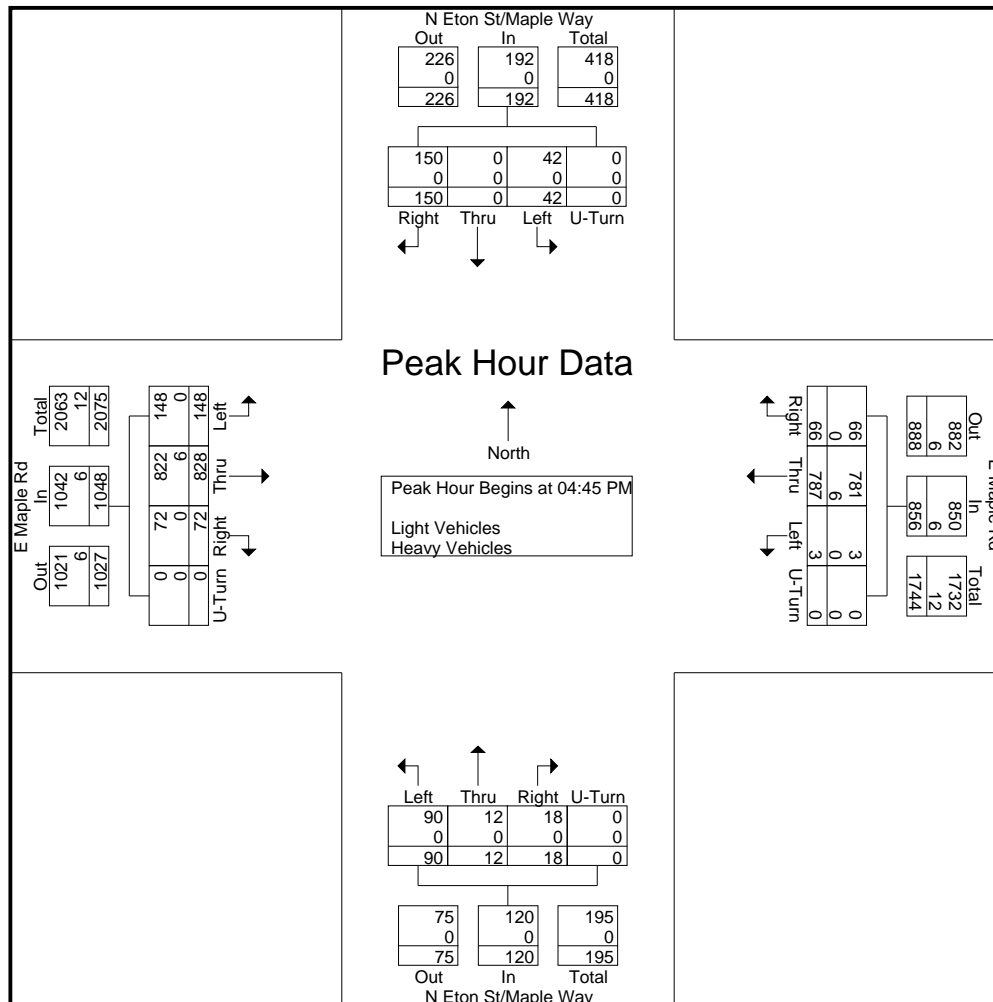 N Eton St/Maple Way
Out In Total
226 192 418
0 0 0
226 192 418
150 0 42 0
0 0 0 0
150 0 42 0
Right Thru Left U-Turn
Peak Hour Data
North
Peak Hour Begins at 04:45 PM
Light Vehicles
Heavy Vehicles
E Maple Rd
Total In Out
2063 1042 1021
12 6 6
2075 1048 1027
148 822 72 0
0 6 0 0
148 828 72 0
Left Thru Right U-Turn
Right Thru Left U-Turn
66 781 3 0
0 6 0 0
66 787 3 0
Out In Total
882 850 1732
6 6 12
888 856 1744
E Maple Rd
Left Thru Right U-Turn
90 12 18 0
0 0 0 0
90 12 18 0
75 120 195
0 0 0
75 120 195
Out In Total
N Eton St/Maple Way